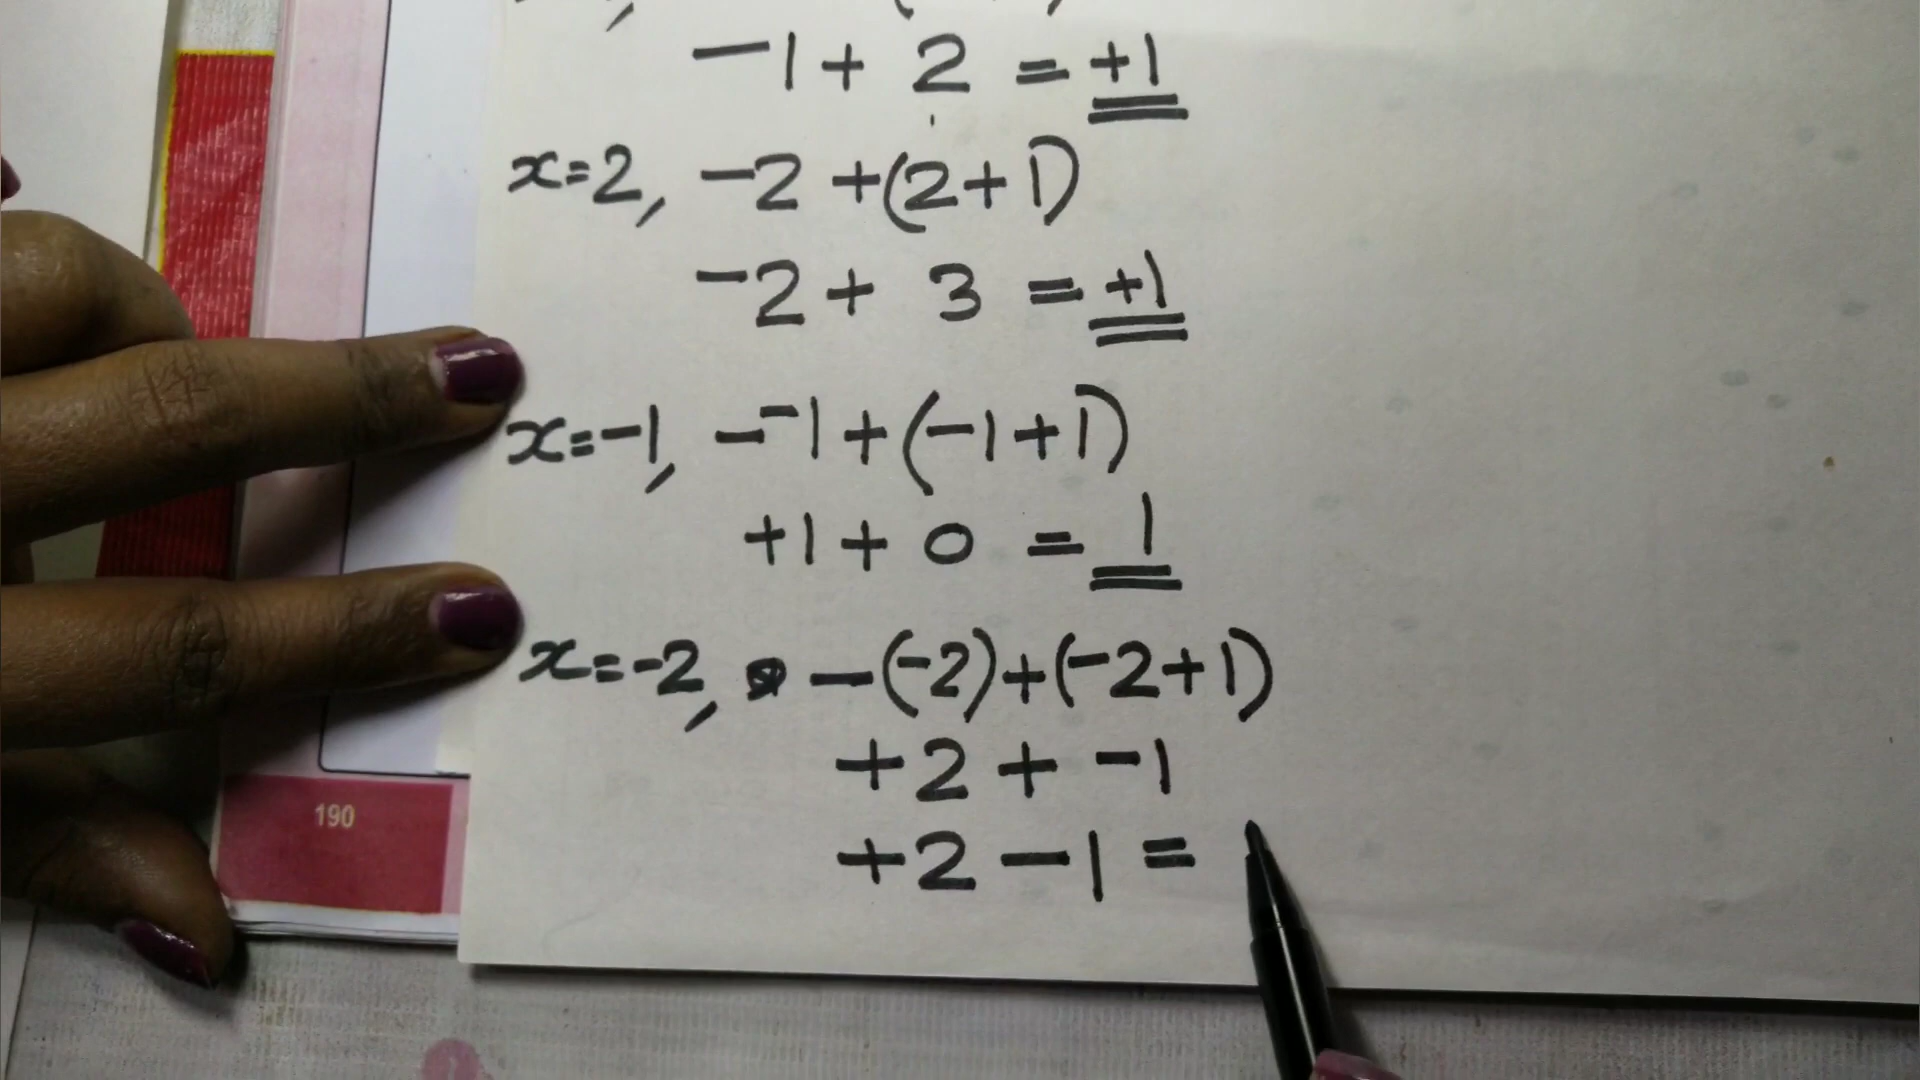 -1 + 2 = +1
x=2, -2 +(2+1)
-2 + 3 = +1
x=-1, --1+(-1+1)
+1 + 0 = 1
x=-2, -(-2)+(-2+1)
+2 + -1
+2 -1 =
190